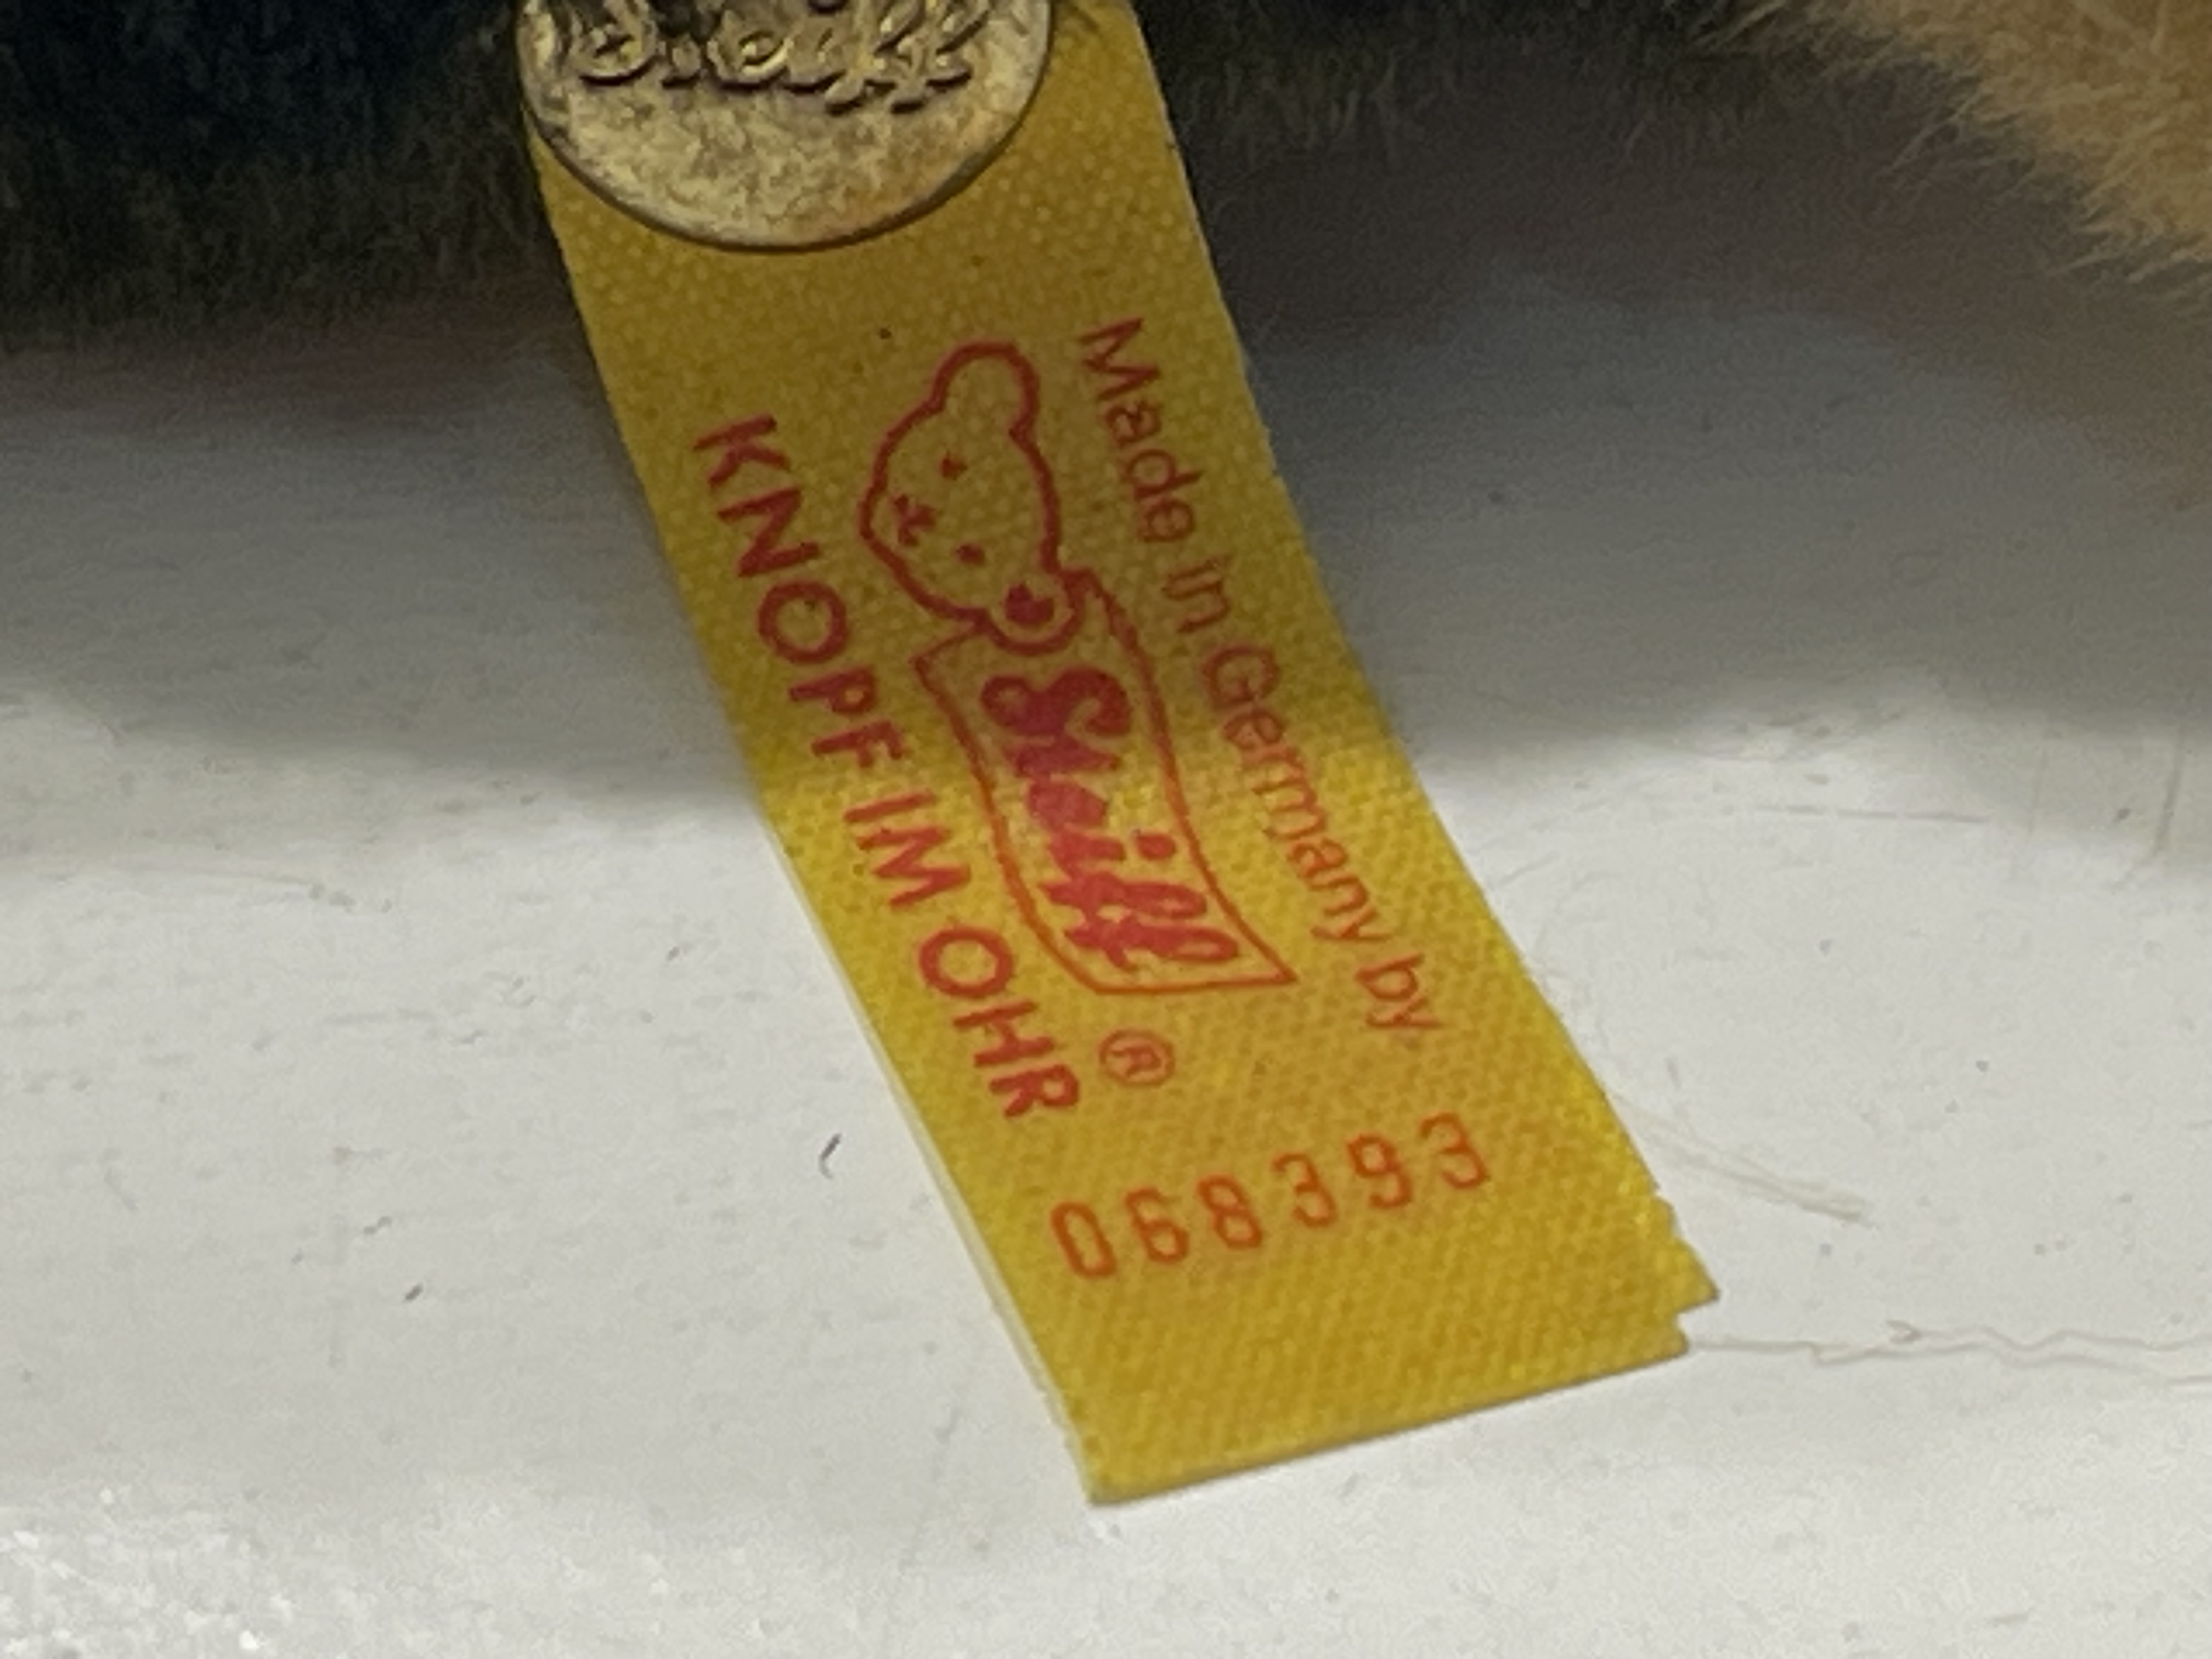 Steiff
Made in Germany by
Steiff
KNOPF IM OHR ®
068393